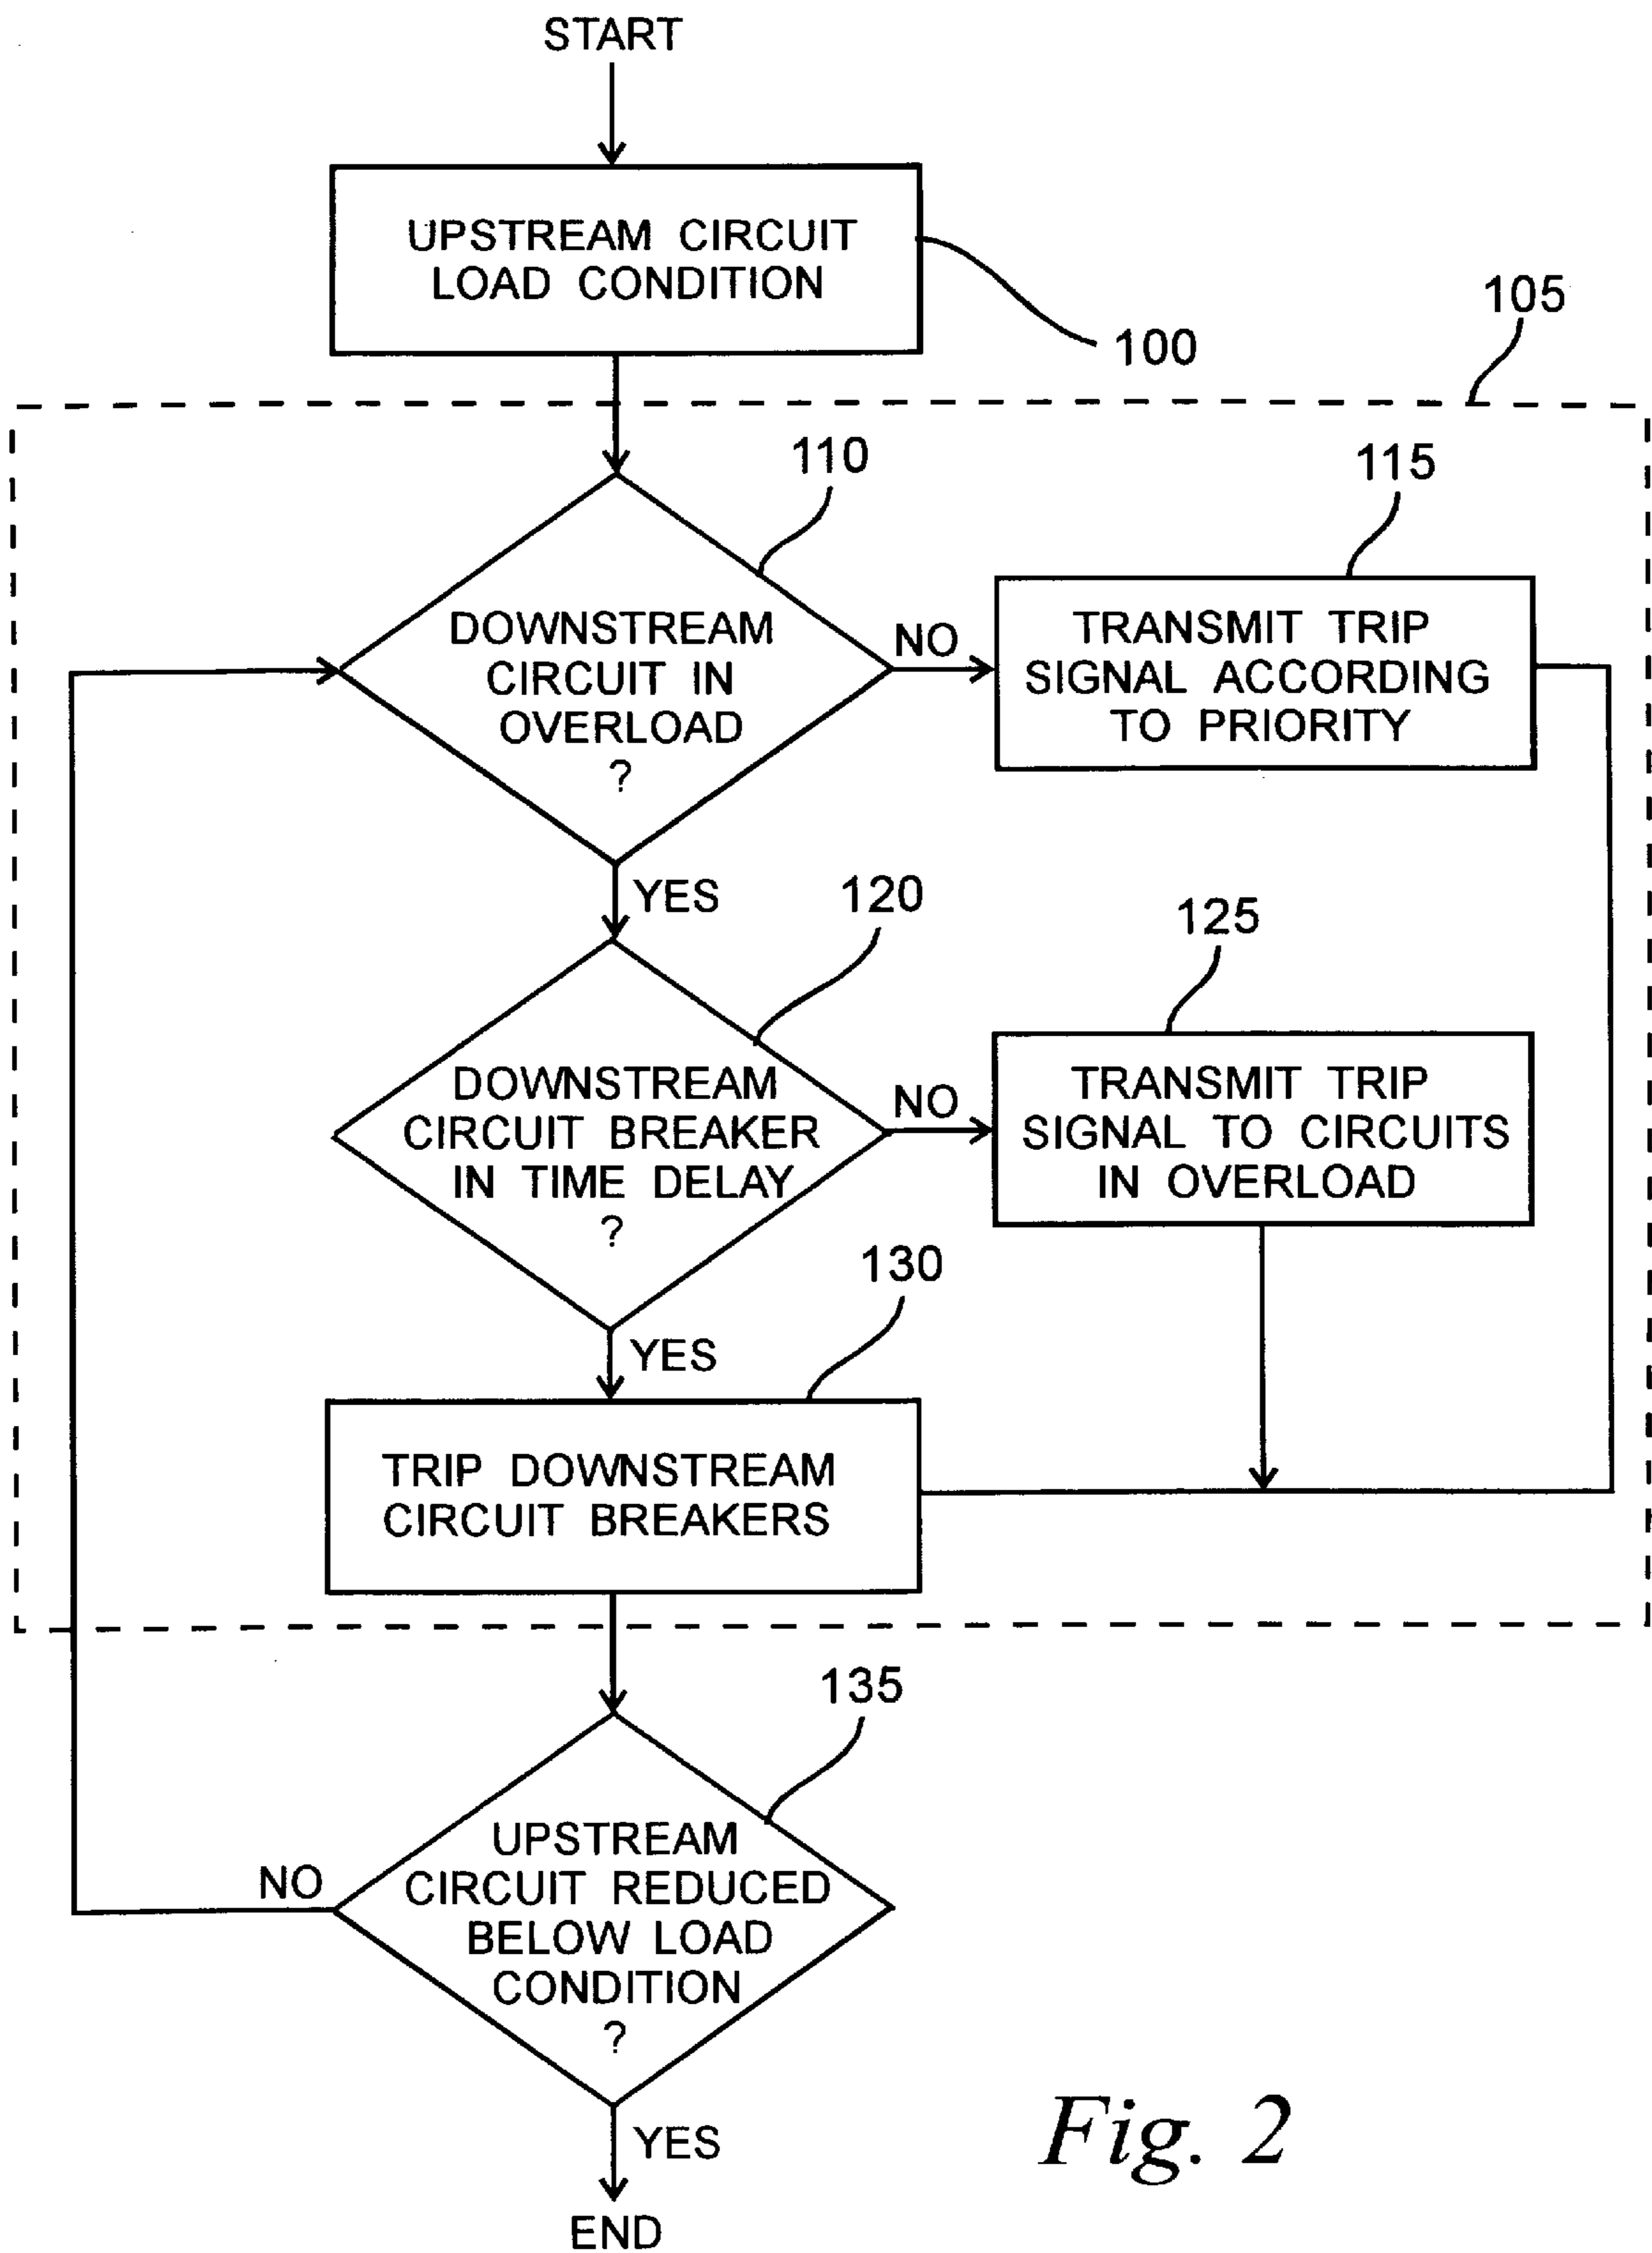 START
UPSTREAM CIRCUIT
LOAD CONDITION
100
105
110
115
DOWNSTREAM
CIRCUIT IN
OVERLOAD
?
NO
TRANSMIT TRIP
SIGNAL ACCORDING
TO PRIORITY
YES
120
125
DOWNSTREAM
CIRCUIT BREAKER
IN TIME DELAY
?
NO
TRANSMIT TRIP
SIGNAL TO CIRCUITS
IN OVERLOAD
YES
130
TRIP DOWNSTREAM
CIRCUIT BREAKERS
135
UPSTREAM
CIRCUIT REDUCED
BELOW LOAD
CONDITION
?
NO
YES
END
Fig. 2